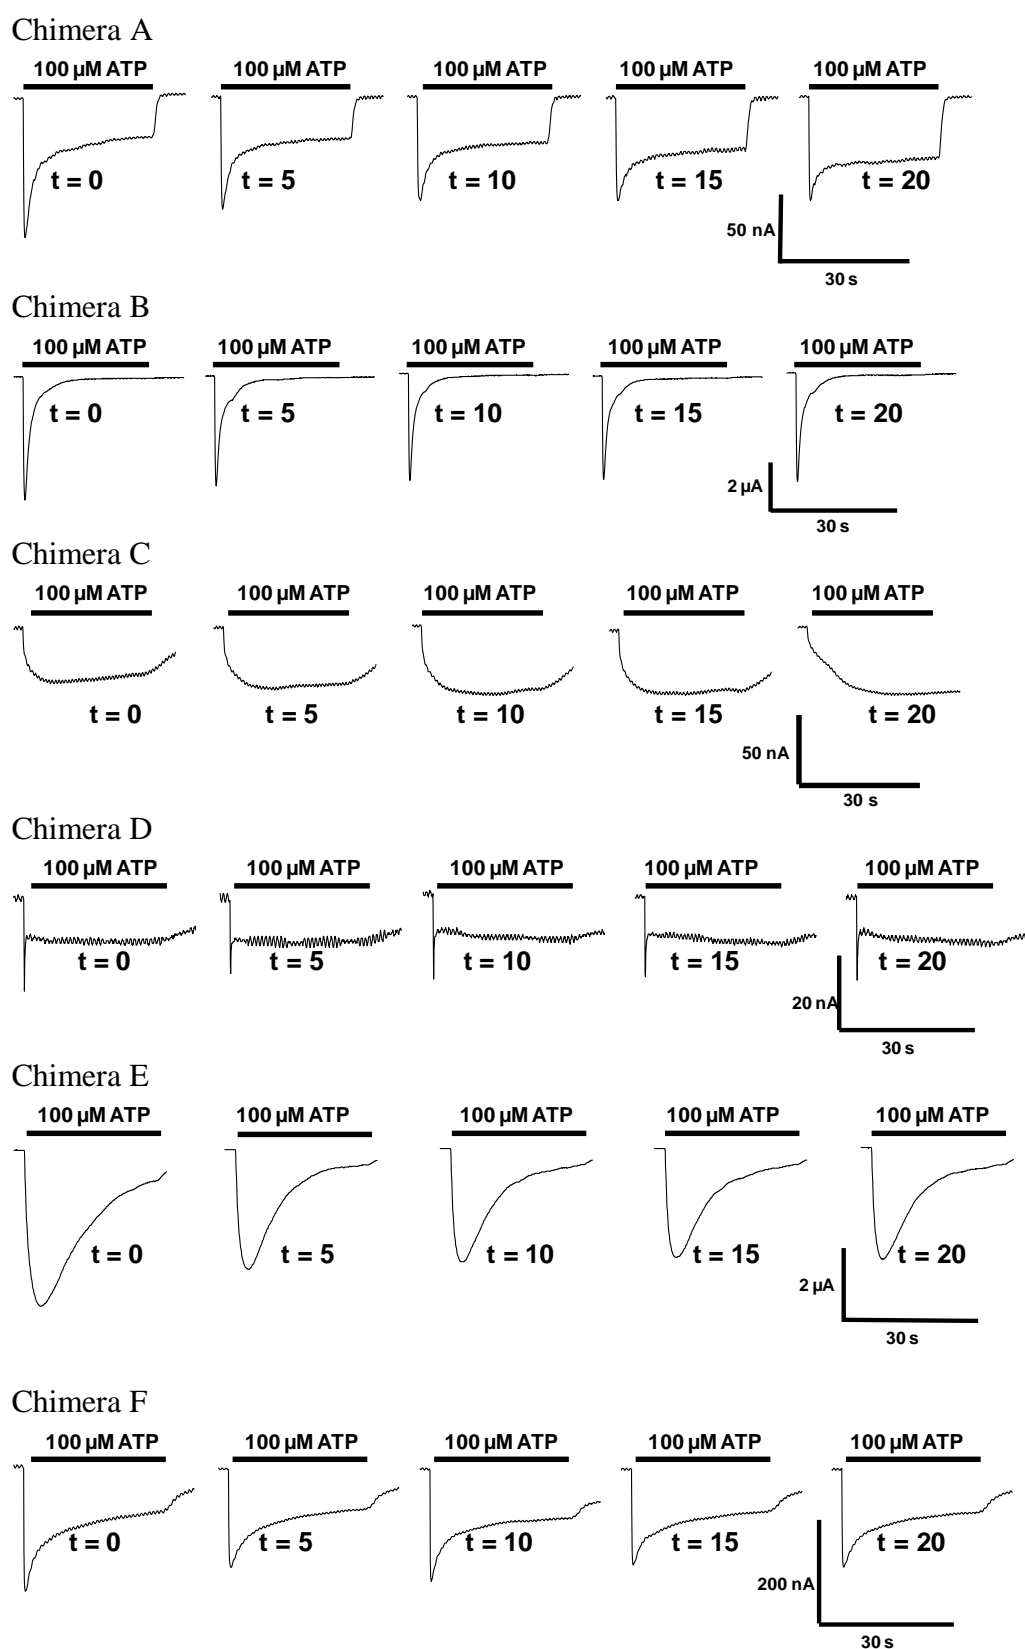 Chimera A
100 µM ATP 100 µM ATP 100 µM ATP 100 µM ATP 100 µM ATP
t = 0 t = 5 t = 10 t = 15 t = 20
50 nA
30 s
Chimera B
100 µM ATP 100 µM ATP 100 µM ATP 100 µM ATP 100 µM ATP
t = 0 t = 5 t = 10 t = 15 t = 20
2 µA
30 s
Chimera C
100 µM ATP 100 µM ATP 100 µM ATP 100 µM ATP 100 µM ATP
t = 0 t = 5 t = 10 t = 15 t = 20
50 nA
30 s
Chimera D
100 µM ATP 100 µM ATP 100 µM ATP 100 µM ATP 100 µM ATP
t = 0 t = 5 t = 10 t = 15 t = 20
20 nA
30 s
Chimera E
100 µM ATP 100 µM ATP 100 µM ATP 100 µM ATP 100 µM ATP
t = 0 t = 5 t = 10 t = 15 t = 20
2 µA
30 s
Chimera F
100 µM ATP 100 µM ATP 100 µM ATP 100 µM ATP 100 µM ATP
t = 0 t = 5 t = 10 t = 15 t = 20
200 nA
30 s